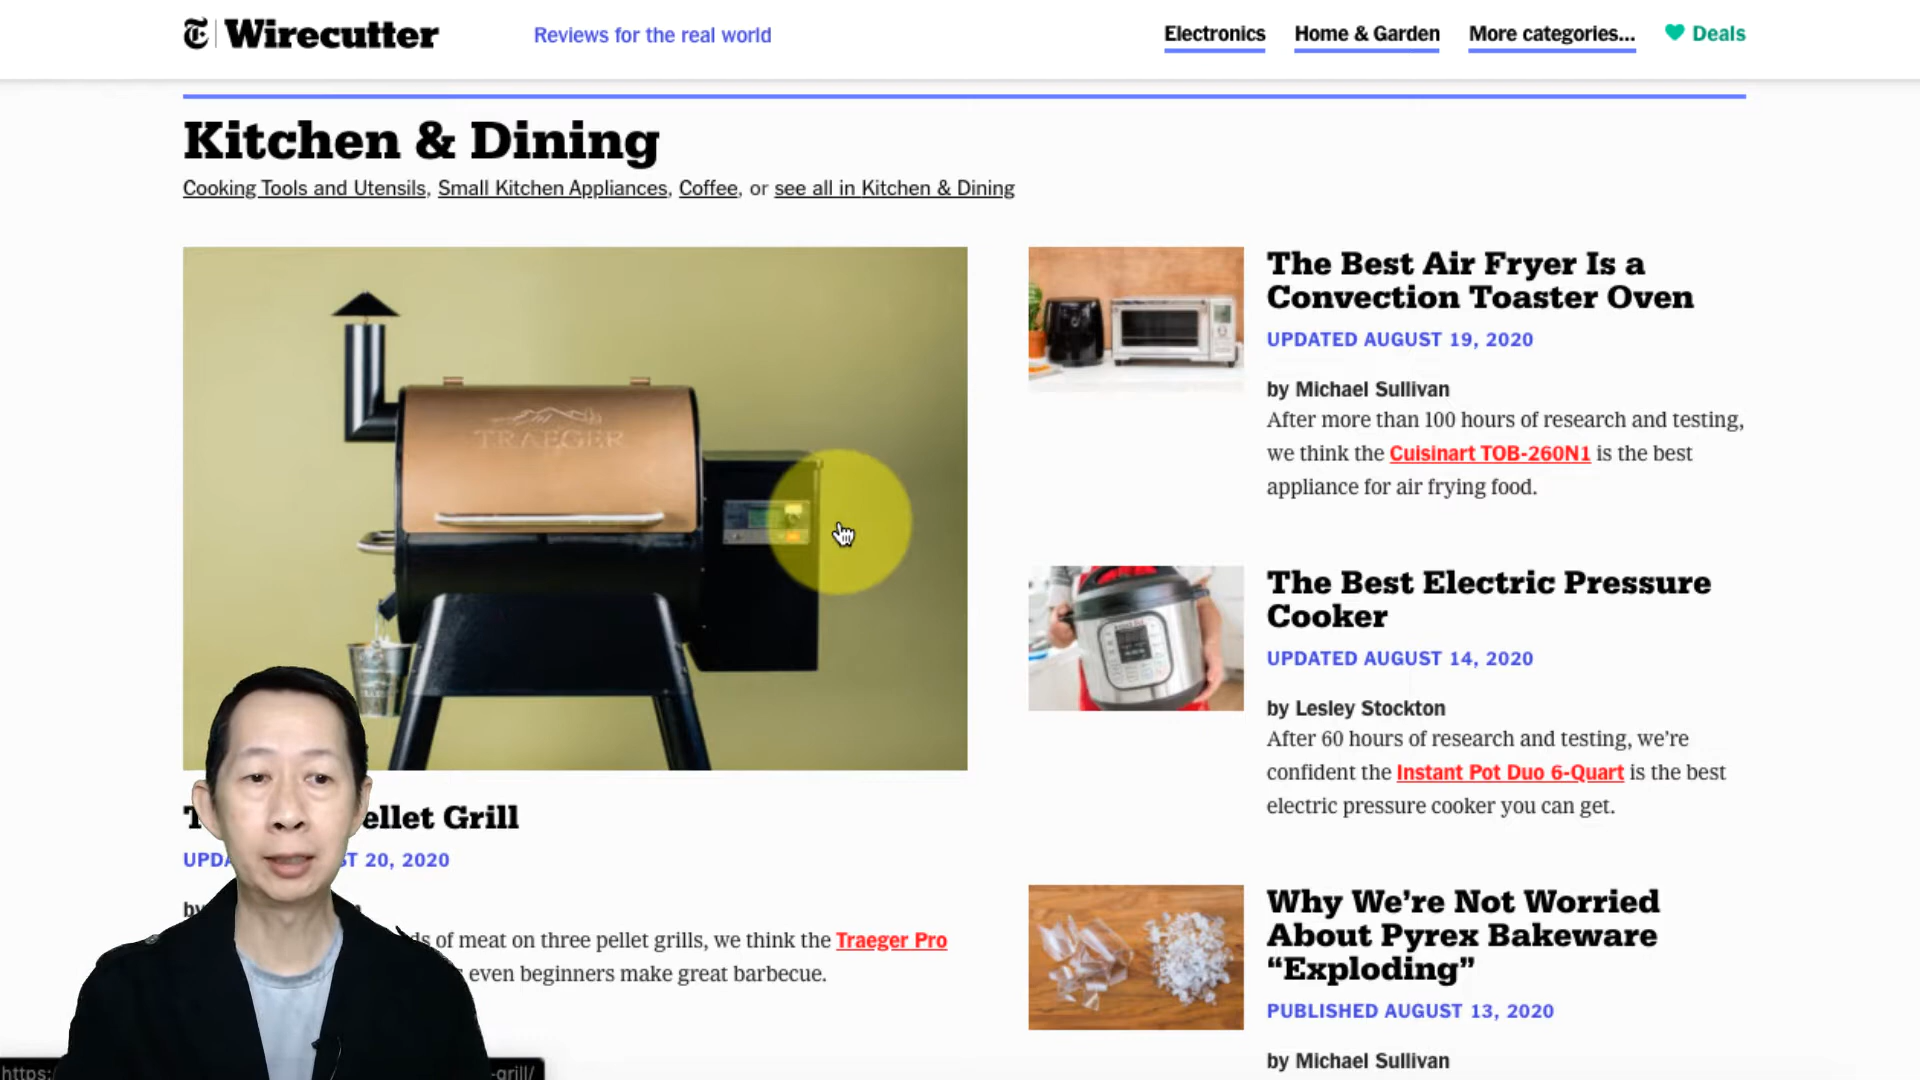 Wirecutter
Reviews for the real world
Electronics
Home & Garden
More categories...
Deals
Kitchen & Dining
Cooking Tools and Utensils, Small Kitchen Appliances, Coffee, or see all in Kitchen & Dining
TRAEGER
ellet Grill
UPDA T 20, 2020
by
ds of meat on three pellet grills, we think the Traeger Pro
even beginners make great barbecue.
The Best Air Fryer Is a
Convection Toaster Oven
UPDATED AUGUST 19, 2020
by Michael Sullivan
After more than 100 hours of research and testing,
we think the Cuisinart TOB-260N1 is the best
appliance for air frying food.
The Best Electric Pressure
Cooker
UPDATED AUGUST 14, 2020
by Lesley Stockton
After 60 hours of research and testing, we're
confident the Instant Pot Duo 6-Quart is the best
electric pressure cooker you can get.
Why We're Not Worried
About Pyrex Bakeware
“Exploding”
PUBLISHED AUGUST 13, 2020
by Michael Sullivan
https: -grill/